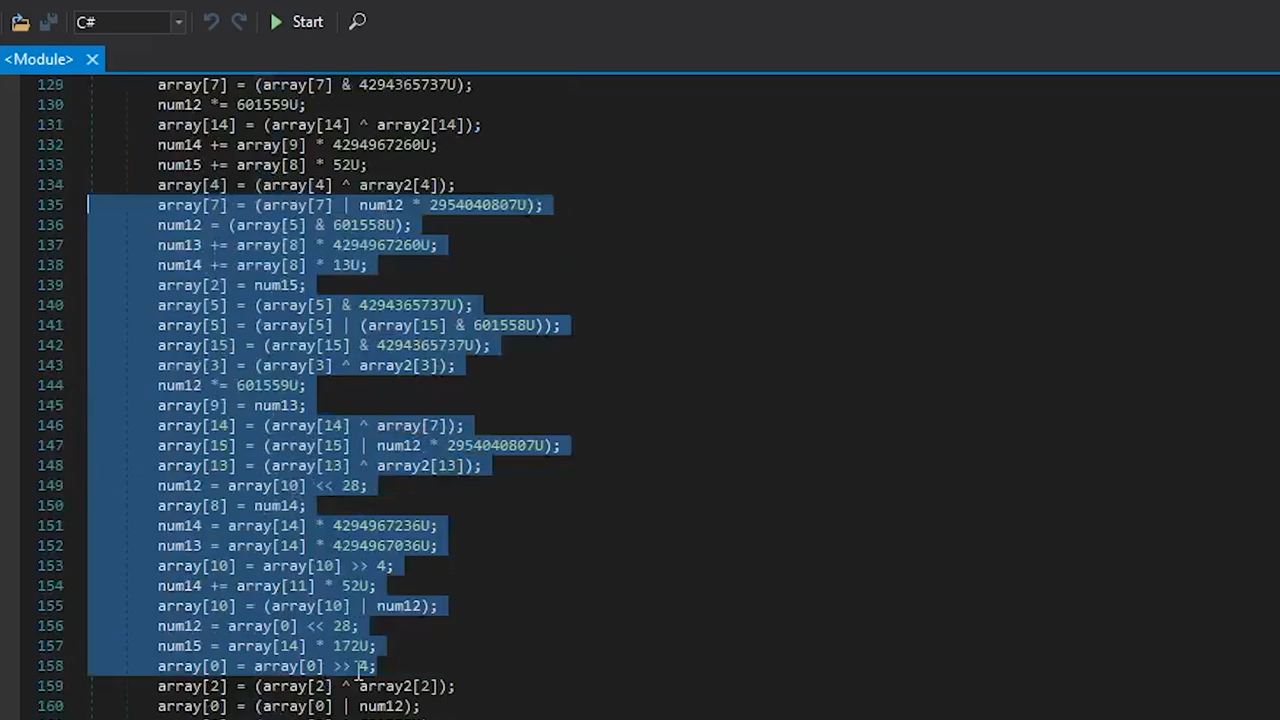 C# Start
<Module> ×
129 array[7] = (array[7] & 4294365737U);
130 num12 *= 601559U;
131 array[14] = (array[14] ^ array2[14]);
132 num14 += array[9] * 4294967260U;
133 num15 += array[8] * 52U;
134 array[4] = (array[4] ^ array2[4]);
135 array[7] = (array[7] | num12 * 2954040807U);
136 num12 = (array[5] & 601558U);
137 num13 += array[8] * 4294967260U;
138 num14 += array[8] * 13U;
139 array[2] = num15;
140 array[5] = (array[5] & 4294365737U);
141 array[5] = (array[5] | (array[15] & 601558U));
142 array[15] = (array[15] & 4294365737U);
143 array[3] = (array[3] ^ array2[3]);
144 num12 *= 601559U;
145 array[9] = num13;
146 array[14] = (array[14] ^ array[7]);
147 array[15] = (array[15] | num12 * 2954040807U);
148 array[13] = (array[13] ^ array2[13]);
149 num12 = array[10] << 28;
150 array[8] = num14;
151 num14 = array[14] * 4294967236U;
152 num13 = array[14] * 4294967036U;
153 array[10] = array[10] >> 4;
154 num14 += array[11] * 52U;
155 array[10] = (array[10] | num12);
156 num12 = array[0] << 28;
157 num15 = array[14] * 172U;
158 array[0] = array[0] >> 4;
159 array[2] = (array[2] ^ array2[2]);
160 array[0] = (array[0] | num12);